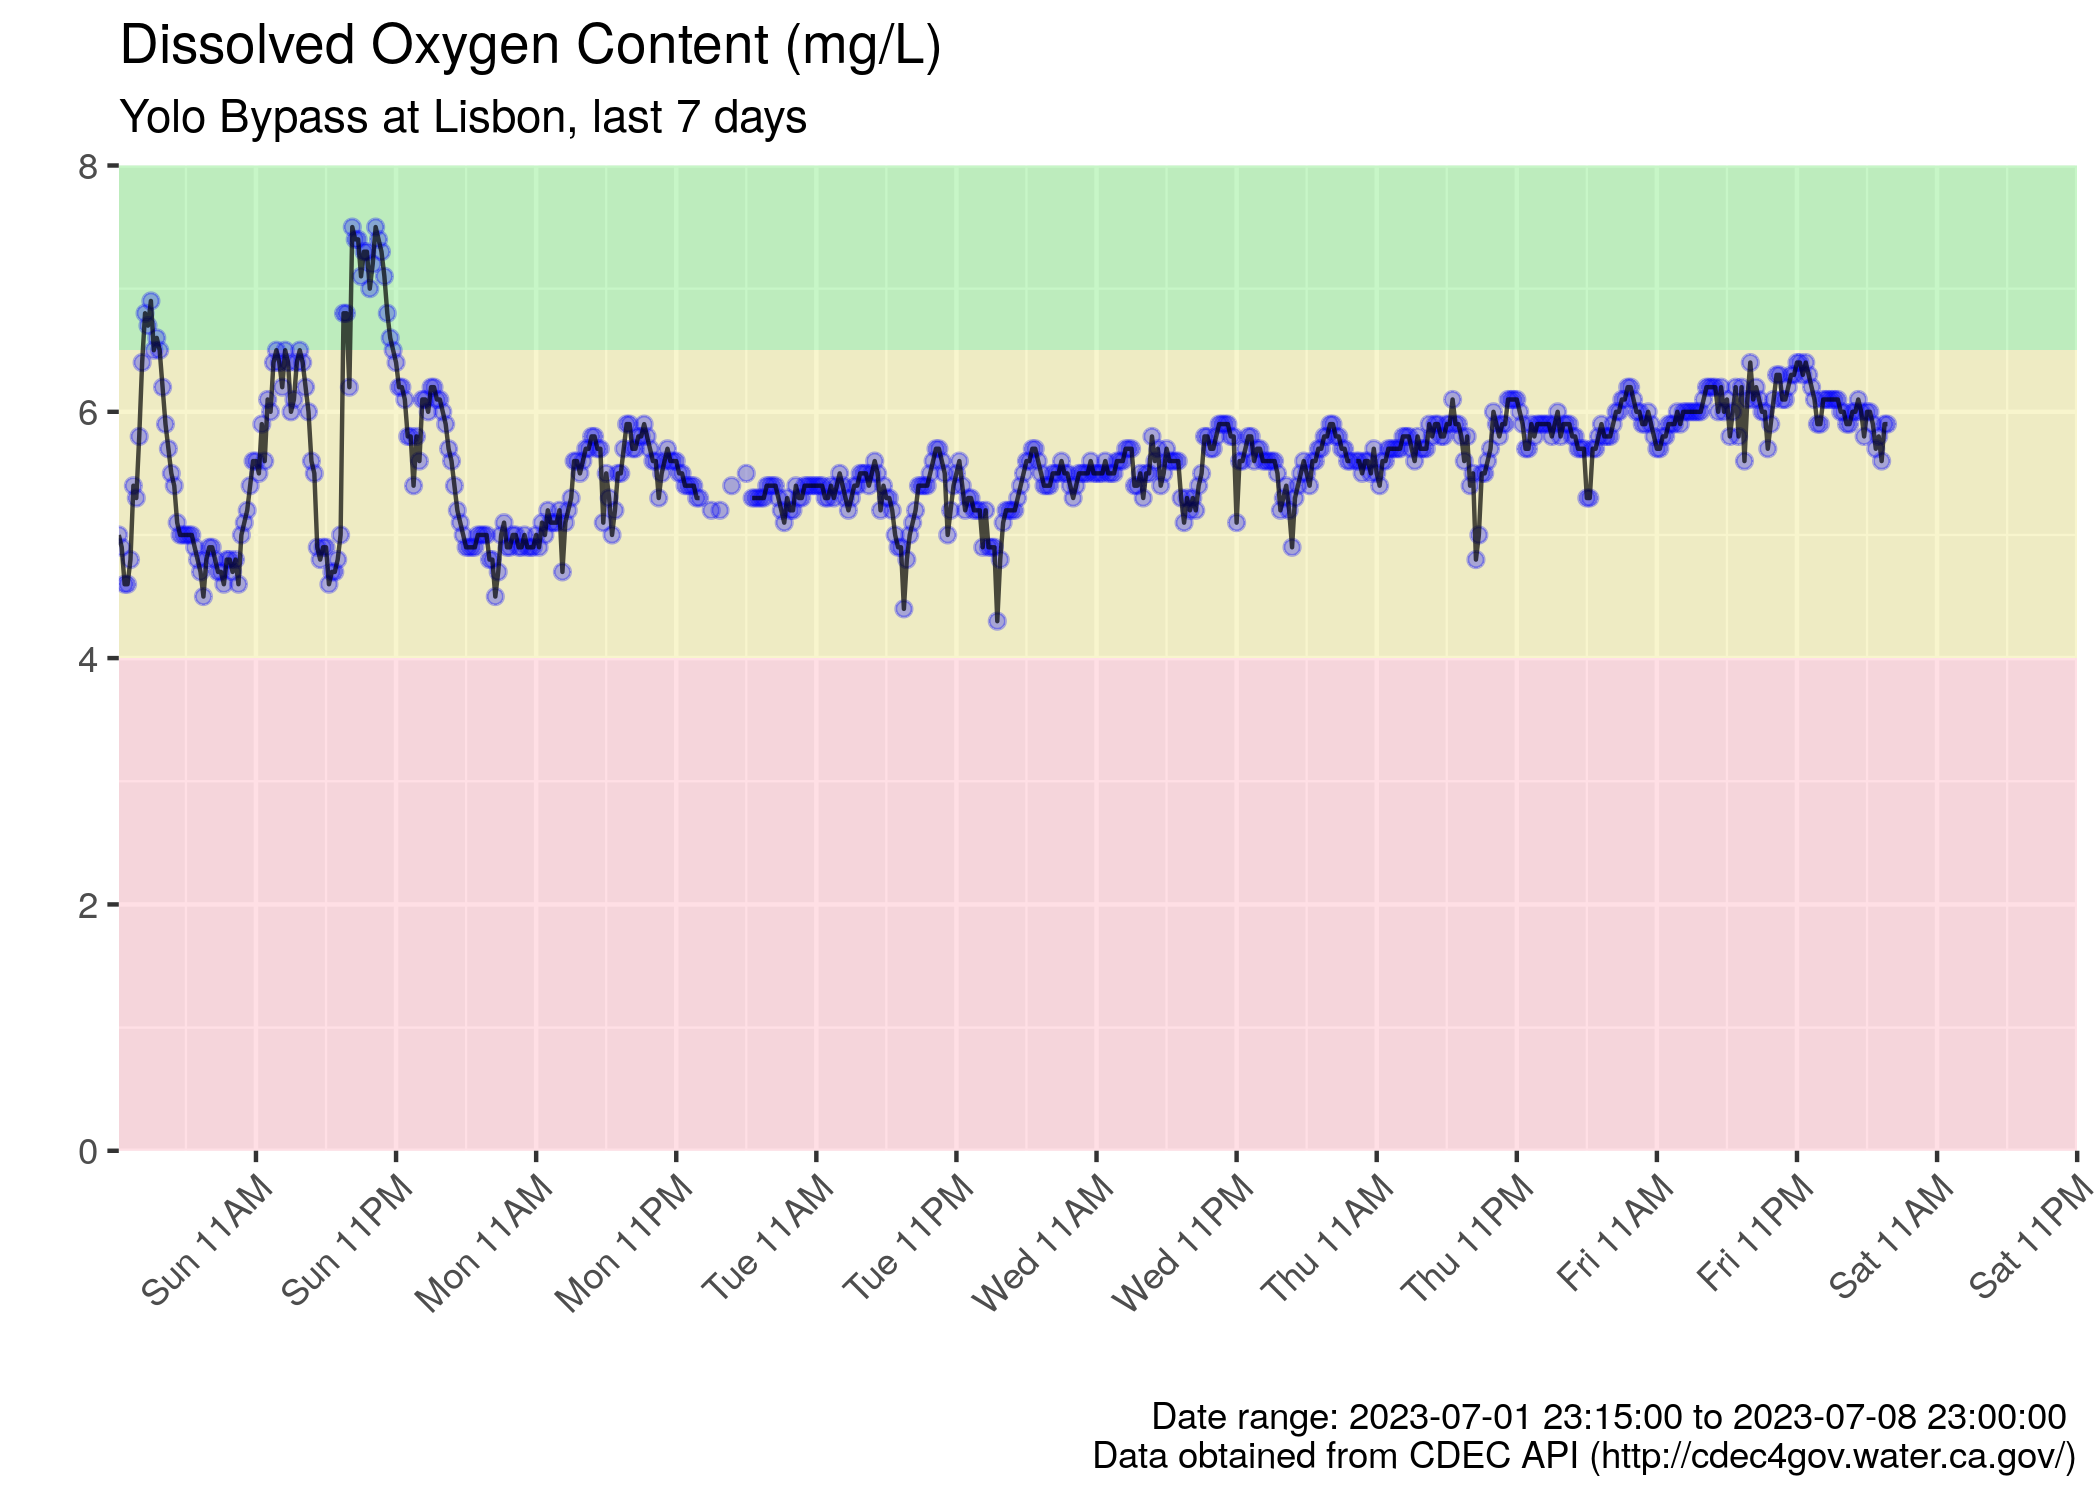 Dissolved Oxygen Content (mg/L)
Yolo Bypass at Lisbon, last 7 days
8
6
4
2
0
Sun 11AM
Sun 11PM
Mon 11AM
Mon 11PM
Tue 11AM
Tue 11PM
Wed 11AM
Wed 11PM
Thu 11AM
Thu 11PM
Fri 11AM
Fri 11PM
Sat 11AM
Sat 11PM
Date range: 2023-07-01 23:15:00 to 2023-07-08 23:00:00
Data obtained from CDEC API (http://cdec4gov.water.ca.gov/)